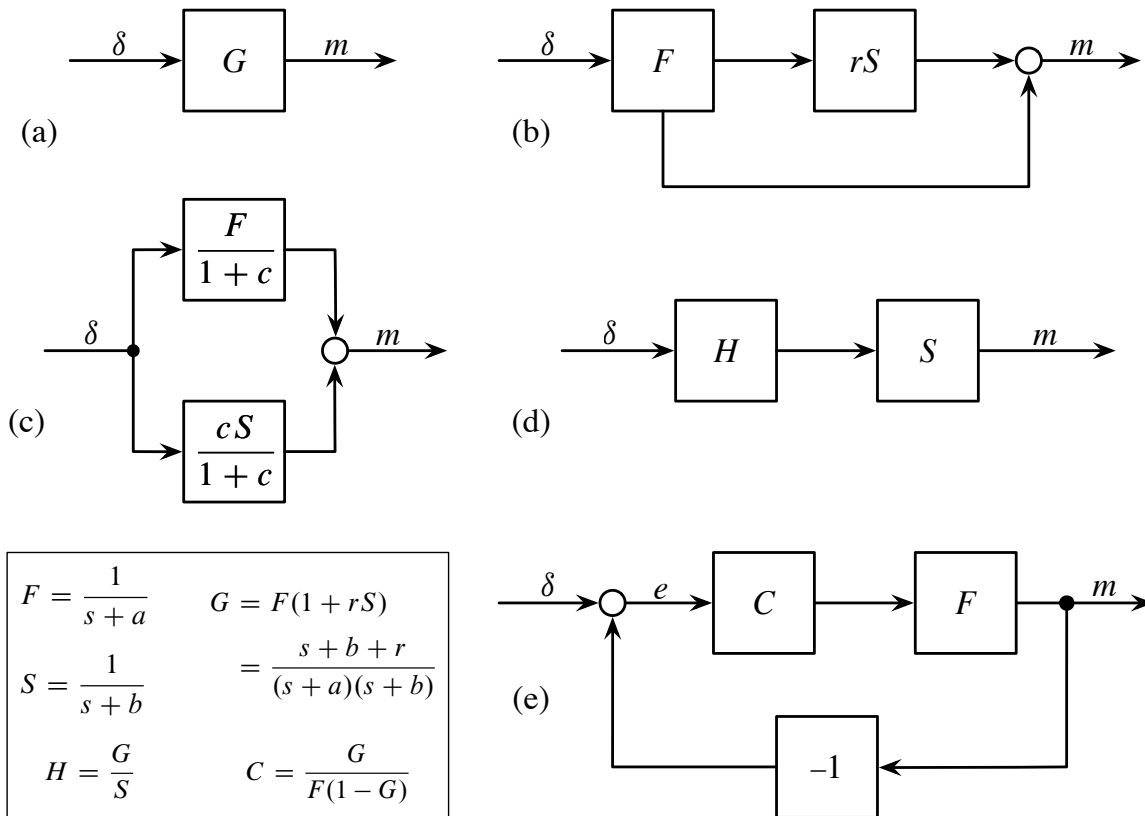 δ G m
(a)
δ F rS m
(b)
F
1 + c
δ m
cS
1 + c
(c)
δ H S m
(d)
F = 1 / (s + a)
G = F(1 + rS)
= (s + b + r) / ((s + a)(s + b))
S = 1 / (s + b)
H = G / S
C = G / (F(1 − G))
δ e C F m
(e)
–1